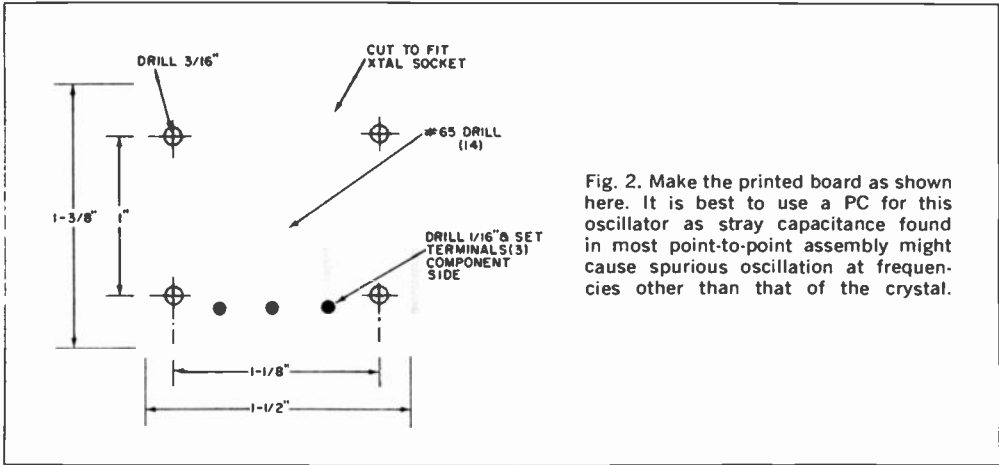 DRILL 3/16"
CUT TO FIT
XTAL SOCKET
#65 DRILL
(14)
1-3/8"
1"
DRILL 1/16" & SET
TERMINALS(3)
COMPONENT
SIDE
1-1/8"
1-1/2"
Fig. 2. Make the printed board as shown
here. It is best to use a PC for this
oscillator as stray capacitance found
in most point-to-point assembly might
cause spurious oscillation at frequen-
cies other than that of the crystal.